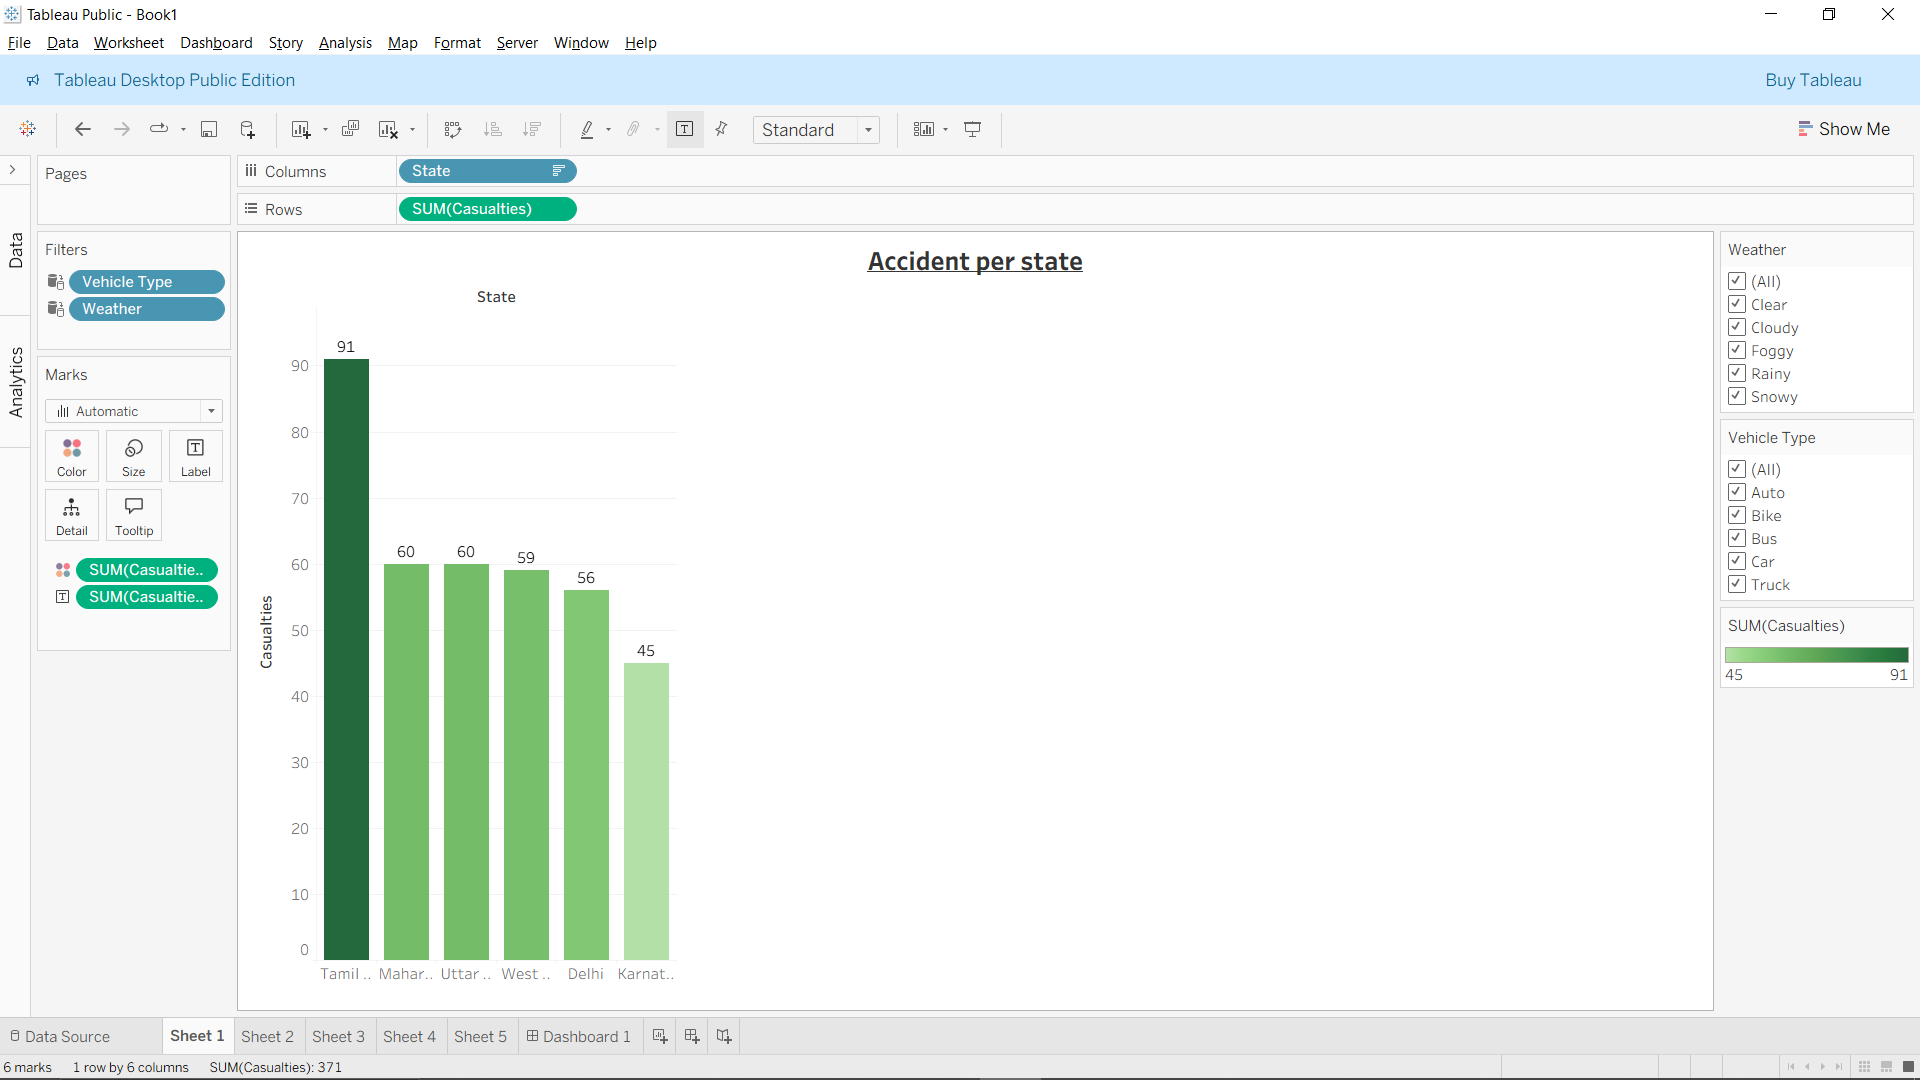 Tableau Public - Book1
File Data Worksheet Dashboard Story Analysis Map Format Server Window Help
Tableau Desktop Public Edition
Buy Tableau
Standard
Show Me
Data
Analytics
Pages
Columns
State
Rows
SUM(Casualties)
Filters
Vehicle Type
Weather
Marks
Automatic
Color Size Label
Detail Tooltip
SUM(Casualtie..
SUM(Casualtie..
Accident per state
State
91
60
60
59
56
45
Casualties
90
80
70
60
50
40
30
20
10
0
Tamil .. Mahar.. Uttar .. West .. Delhi Karnat..
Weather
(All)
Clear
Cloudy
Foggy
Rainy
Snowy
Vehicle Type
(All)
Auto
Bike
Bus
Car
Truck
SUM(Casualties)
45 91
Data Source Sheet 1 Sheet 2 Sheet 3 Sheet 4 Sheet 5 Dashboard 1
6 marks 1 row by 6 columns SUM(Casualties): 371